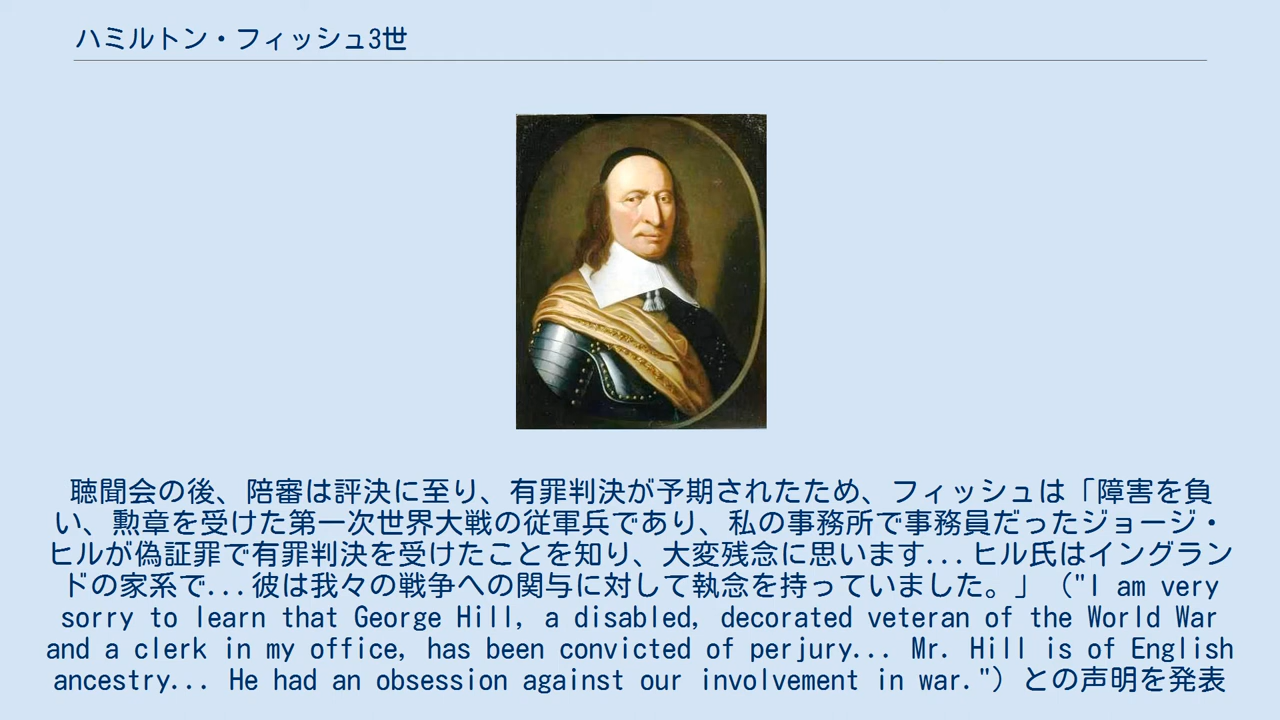 ハミルトン・フィッシュ3世
聴聞会の後、陪審は評決に至り、有罪判決が予期されたため、フィッシュは「障害を負
い、勲章を受けた第一次世界大戦の従軍兵であり、私の事務所で事務員だったジョージ・
ヒルが偽証罪で有罪判決を受けたことを知り、大変残念に思います...ヒル氏はイングラン
ドの家系で...彼は我々の戦争への関与に対して執念を持っていました。」（"I am very
sorry to learn that George Hill, a disabled, decorated veteran of the World War
and a clerk in my office, has been convicted of perjury... Mr. Hill is of English
ancestry... He had an obsession against our involvement in war."）との声明を発表